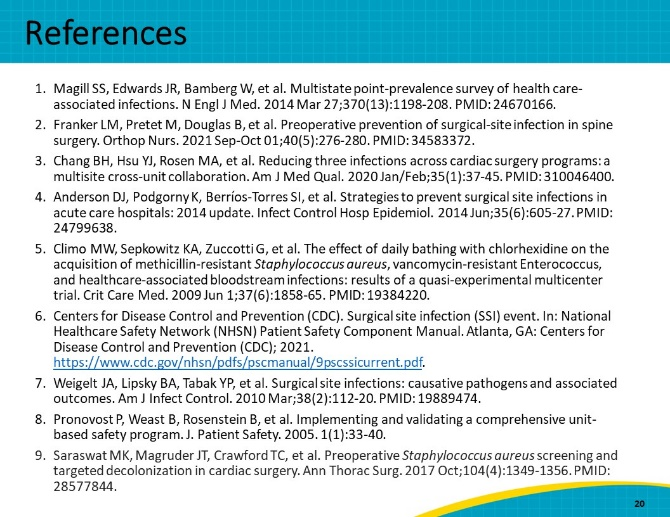 References
1. Magill SS, Edwards JR, Bamberg W, et al. Multistate point-prevalence survey of health care-
associated infections. N Engl J Med. 2014 Mar 27;370(13):1198-208. PMID: 24670166.
2. Franker LM, Pretet M, Douglas B, et al. Preoperative prevention of surgical-site infection in spine
surgery. Orthop Nurs. 2021 Sep-Oct 01;40(5):276-280. PMID: 34583372.
3. Chang BH, Hsu YJ, Rosen MA, et al. Reducing three infections across cardiac surgery programs: a
multisite cross-unit collaboration. Am J Med Qual. 2020 Jan/Feb;35(1):37-45. PMID: 310046400.
4. Anderson DJ, Podgorny K, Berríos-Torres SI, et al. Strategies to prevent surgical site infections in
acute care hospitals: 2014 update. Infect Control Hosp Epidemiol. 2014 Jun;35(6):605-27. PMID:
24799638.
5. Climo MW, Sepkowitz KA, Zuccotti G, et al. The effect of daily bathing with chlorhexidine on the
acquisition of methicillin-resistant Staphylococcus aureus, vancomycin-resistant Enterococcus,
and healthcare-associated bloodstream infections: results of a quasi-experimental multicenter
trial. Crit Care Med. 2009 Jun 1;37(6):1858-65. PMID: 19384220.
6. Centers for Disease Control and Prevention (CDC). Surgical site infection (SSI) event. In: National
Healthcare Safety Network (NHSN) Patient Safety Component Manual. Atlanta, GA: Centers for
Disease Control and Prevention (CDC); 2021.
https://www.cdc.gov/nhsn/pdfs/pscmanual/9pscssicurrent.pdf.
7. Weigelt JA, Lipsky BA, Tabak YP, et al. Surgical site infections: causative pathogens and associated
outcomes. Am J Infect Control. 2010 Mar;38(2):112-20. PMID: 19889474.
8. Pronovost P, Weast B, Rosenstein B, et al. Implementing and validating a comprehensive unit-
based safety program. J. Patient Safety. 2005. 1(1):33-40.
9. Saraswat MK, Magruder JT, Crawford TC, et al. Preoperative Staphylococcus aureus screening and
targeted decolonization in cardiac surgery. Ann Thorac Surg. 2017 Oct;104(4):1349-1356. PMID:
28577844.
20